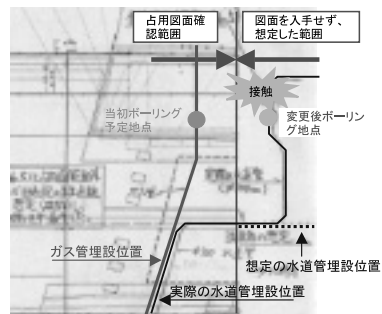 占用図面確
認範囲
図面を入手せず、
想定した範囲
接触
当初ボーリング
予定地点
変更後ボーリン
グ地点
ガス管埋設位置
想定の水道管埋設位置
実際の水道管埋設位置